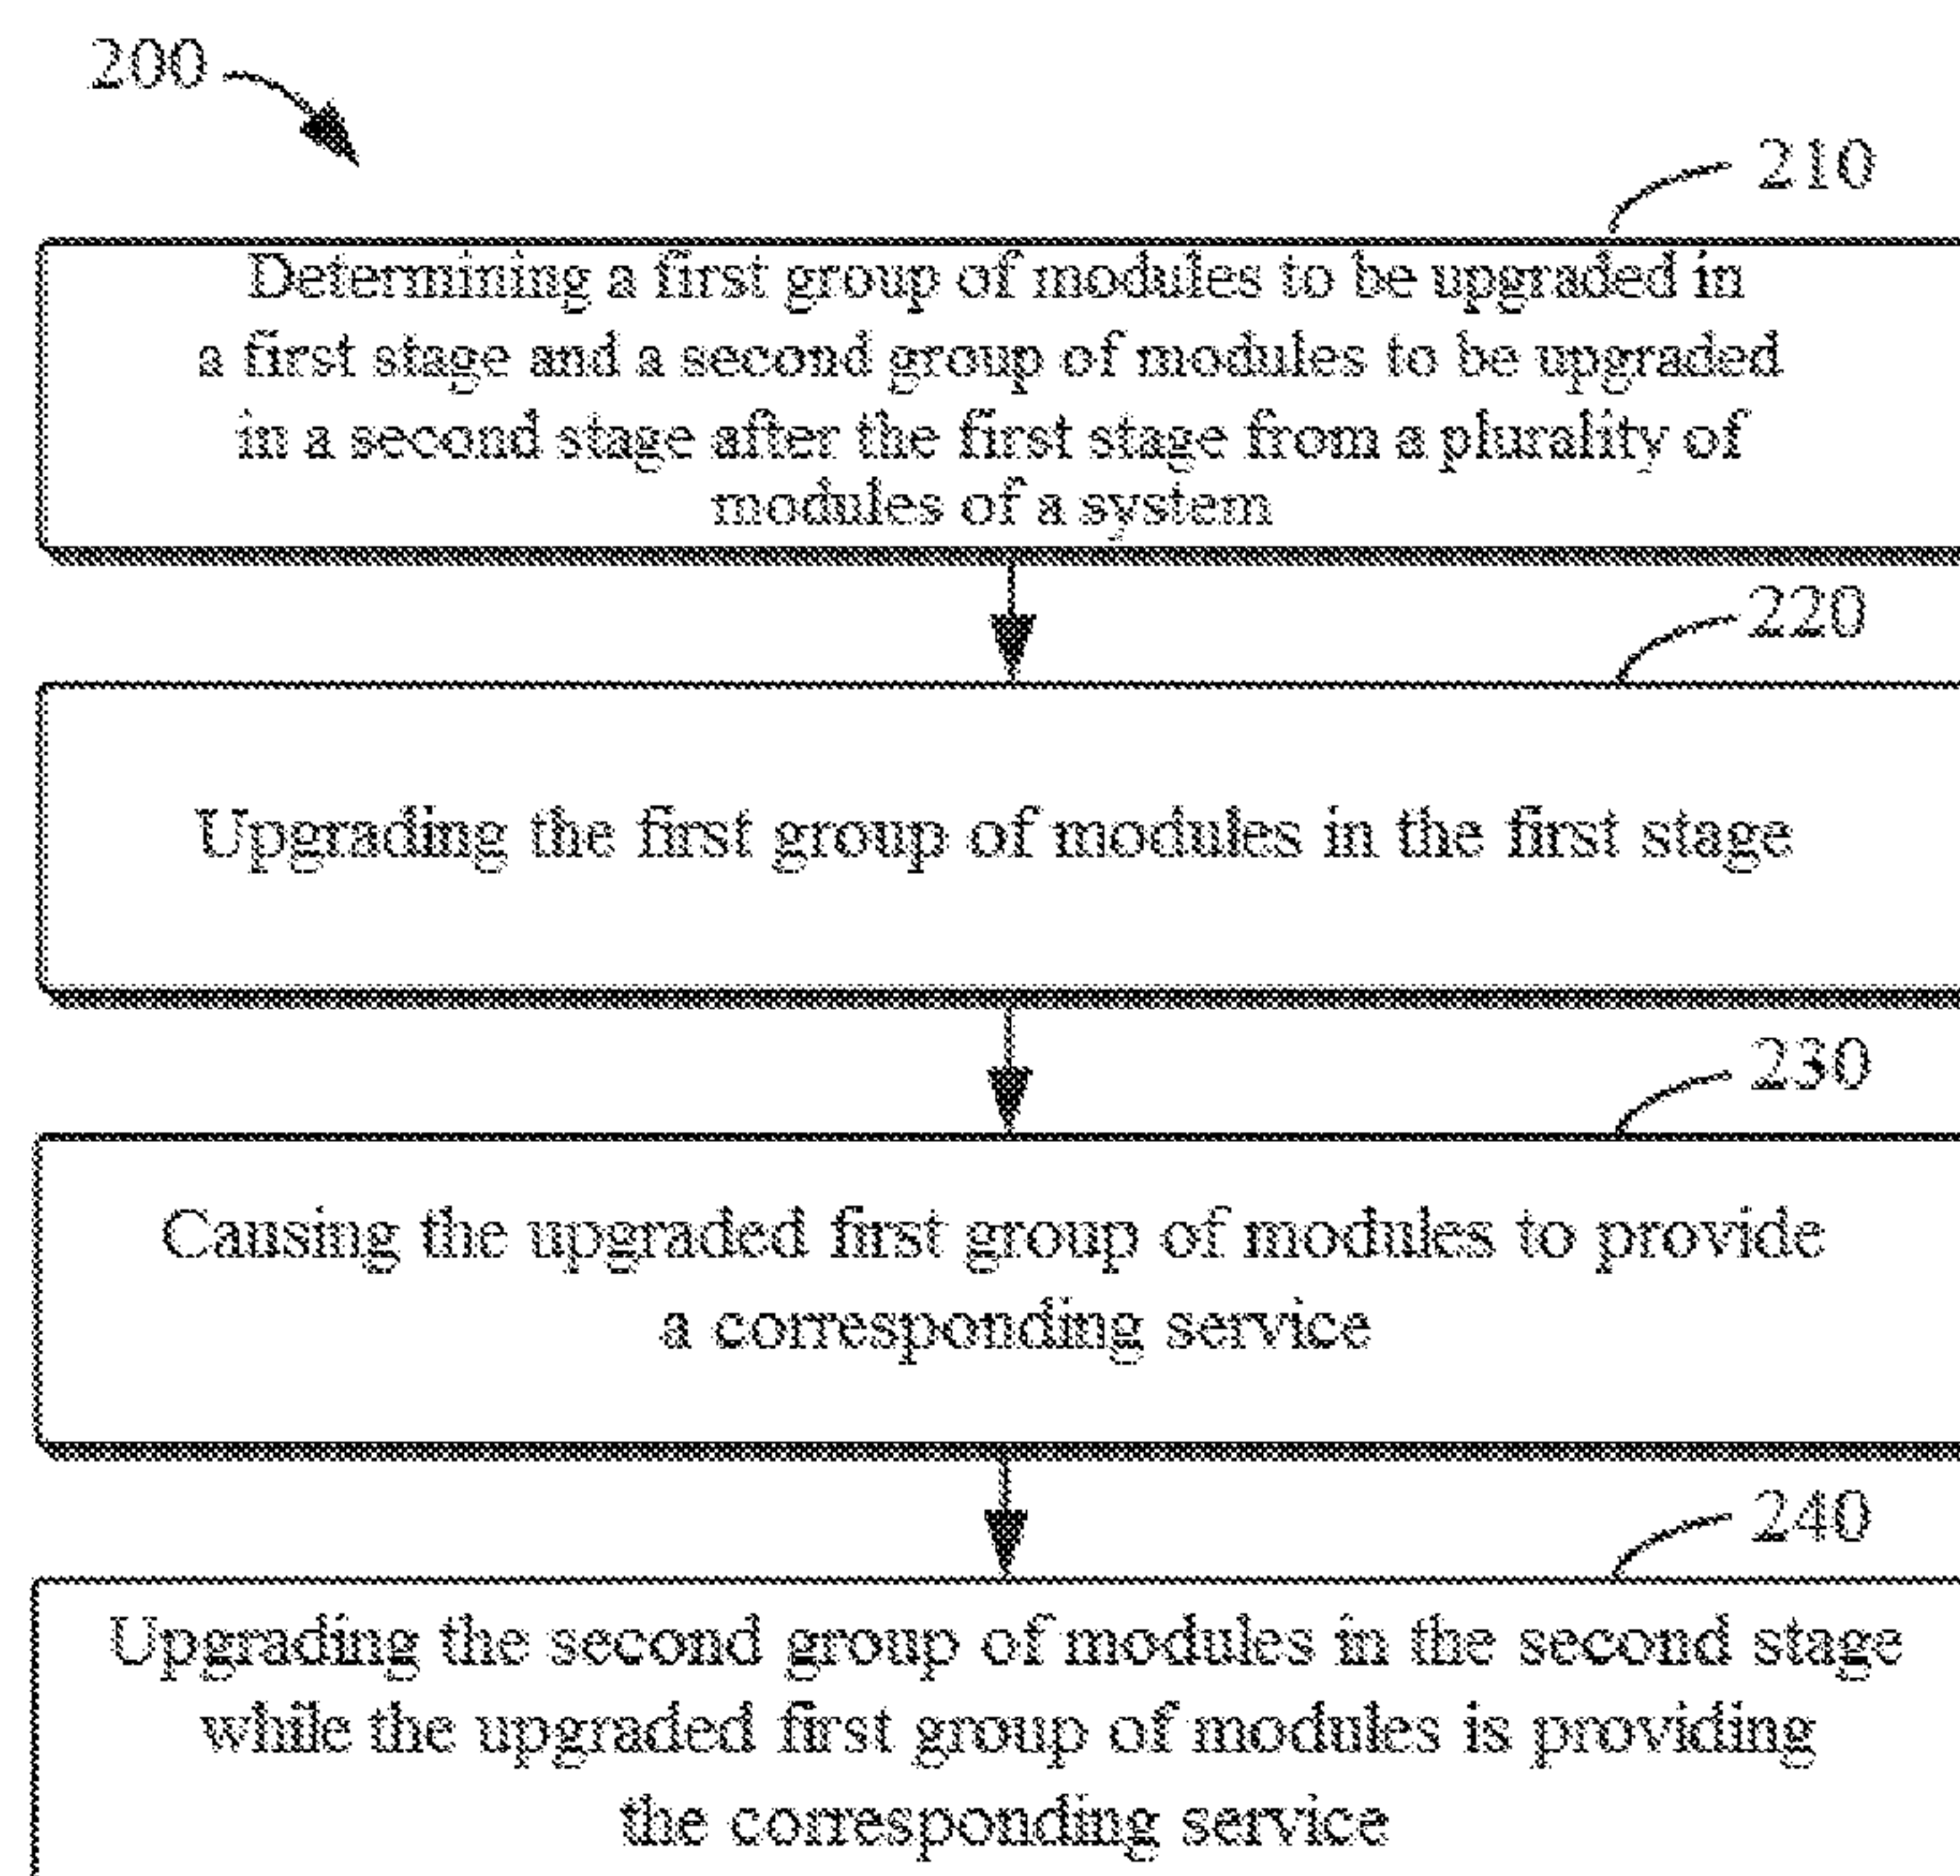 200
210
Determining a first group of modules to be upgraded in
a first stage and a second group of modules to be upgraded
in a second stage after the first stage from a plurality of
modules of a system
220
Upgrading the first group of modules in the first stage
230
Causing the upgraded first group of modules to provide
a corresponding service
240
Upgrading the second group of modules in the second stage
while the upgraded first group of modules is providing
the corresponding service